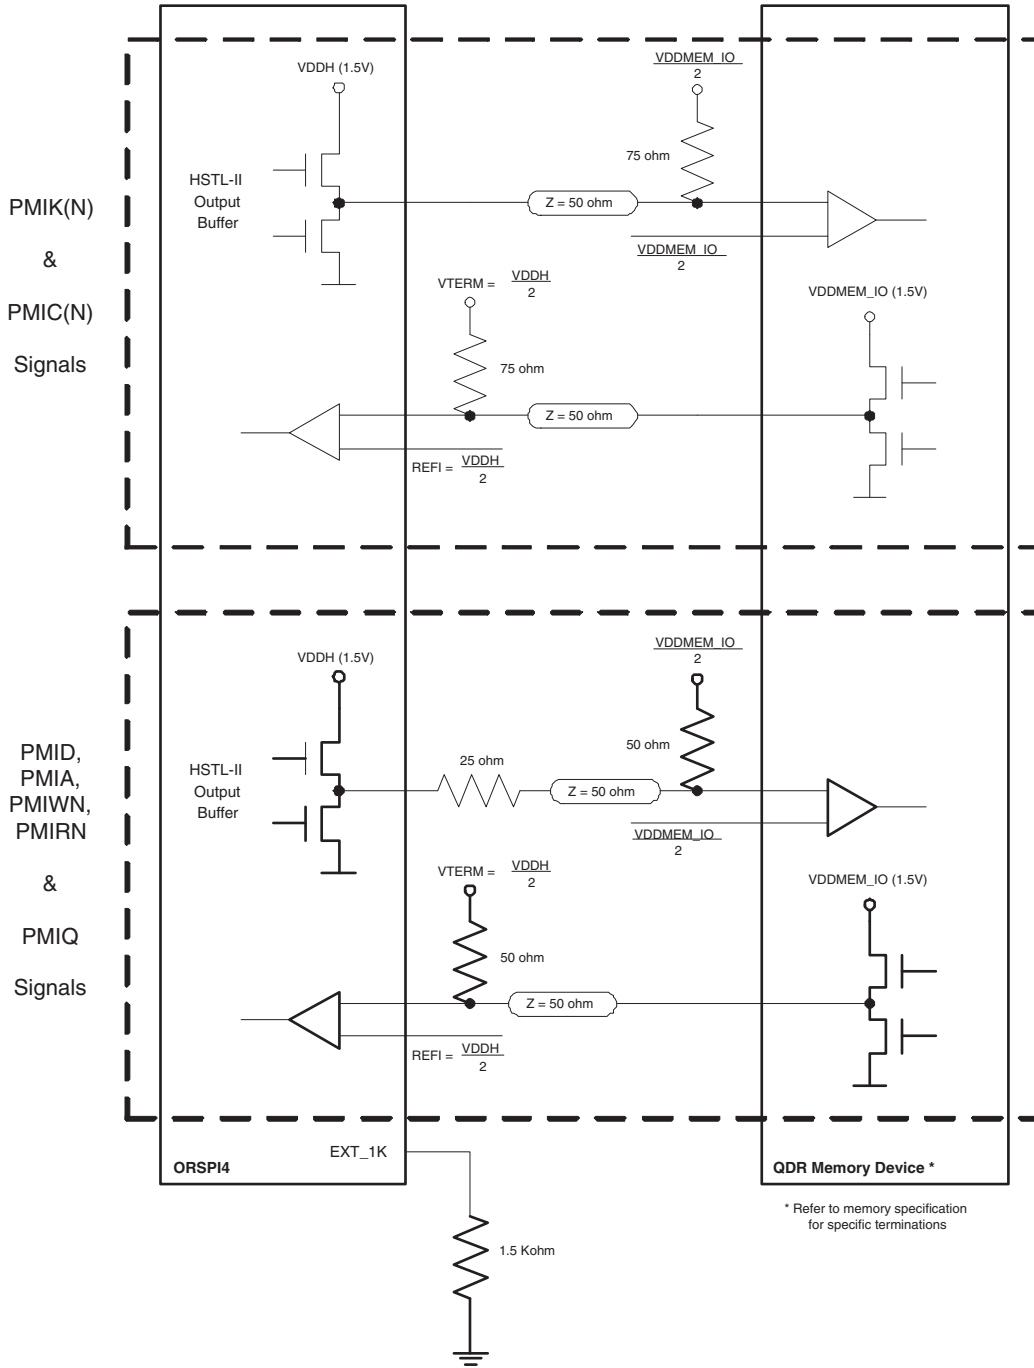 PMIK(N)
&
PMIC(N)
Signals
VDDH (1.5V)
HSTL-II
Output
Buffer
Z = 50 ohm
VDDMEM_IO
2
75 ohm
VDDMEM_IO
2
VTERM = VDDH
2
75 ohm
Z = 50 ohm
REFI = VDDH
2
VDDMEM_IO (1.5V)
PMID,
PMIA,
PMIWN,
PMIRN
&
PMIQ
Signals
VDDH (1.5V)
HSTL-II
Output
Buffer
25 ohm
Z = 50 ohm
VDDMEM_IO
2
50 ohm
VDDMEM_IO
2
VTERM = VDDH
2
50 ohm
Z = 50 ohm
REFI = VDDH
2
VDDMEM_IO (1.5V)
EXT_1K
ORSPI4
QDR Memory Device *
* Refer to memory specification
for specific terminations
1.5 Kohm